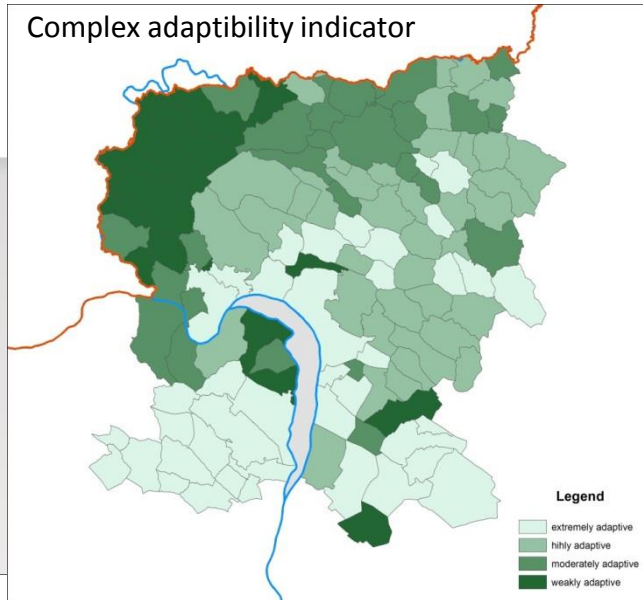 Complex adaptibility indicator
Legend
extremely adaptive
hihly adaptive
moderately adaptive
weakly adaptive